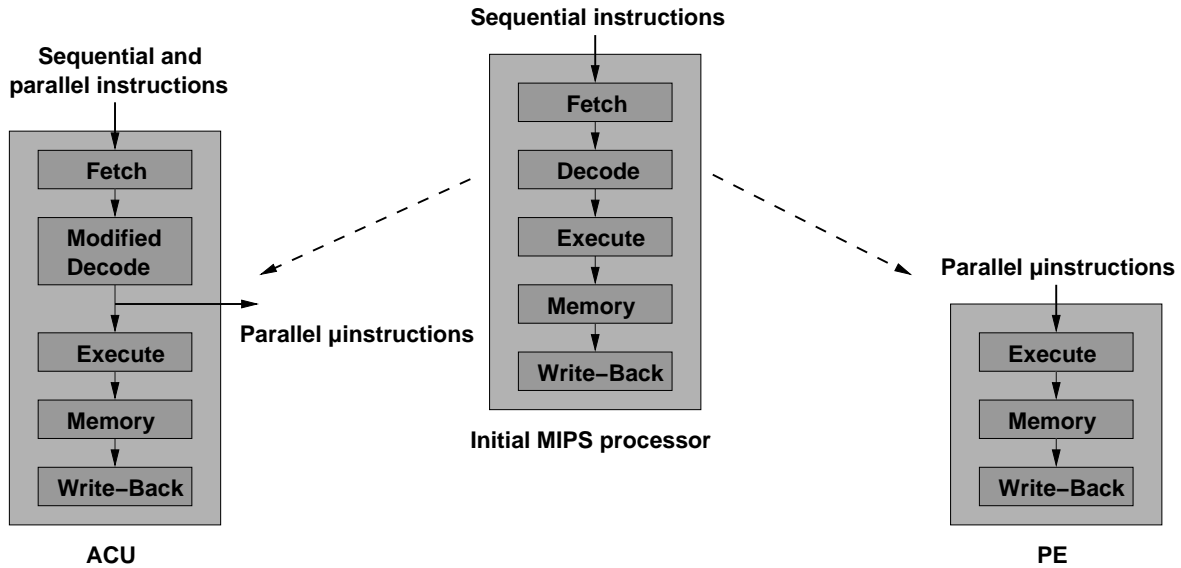 Sequential and
parallel instructions
Fetch
Modified
Decode
Parallel µinstructions
Execute
Memory
Write−Back
ACU
Sequential instructions
Fetch
Decode
Execute
Memory
Write−Back
Initial MIPS processor
Parallel µinstructions
Execute
Memory
Write−Back
PE